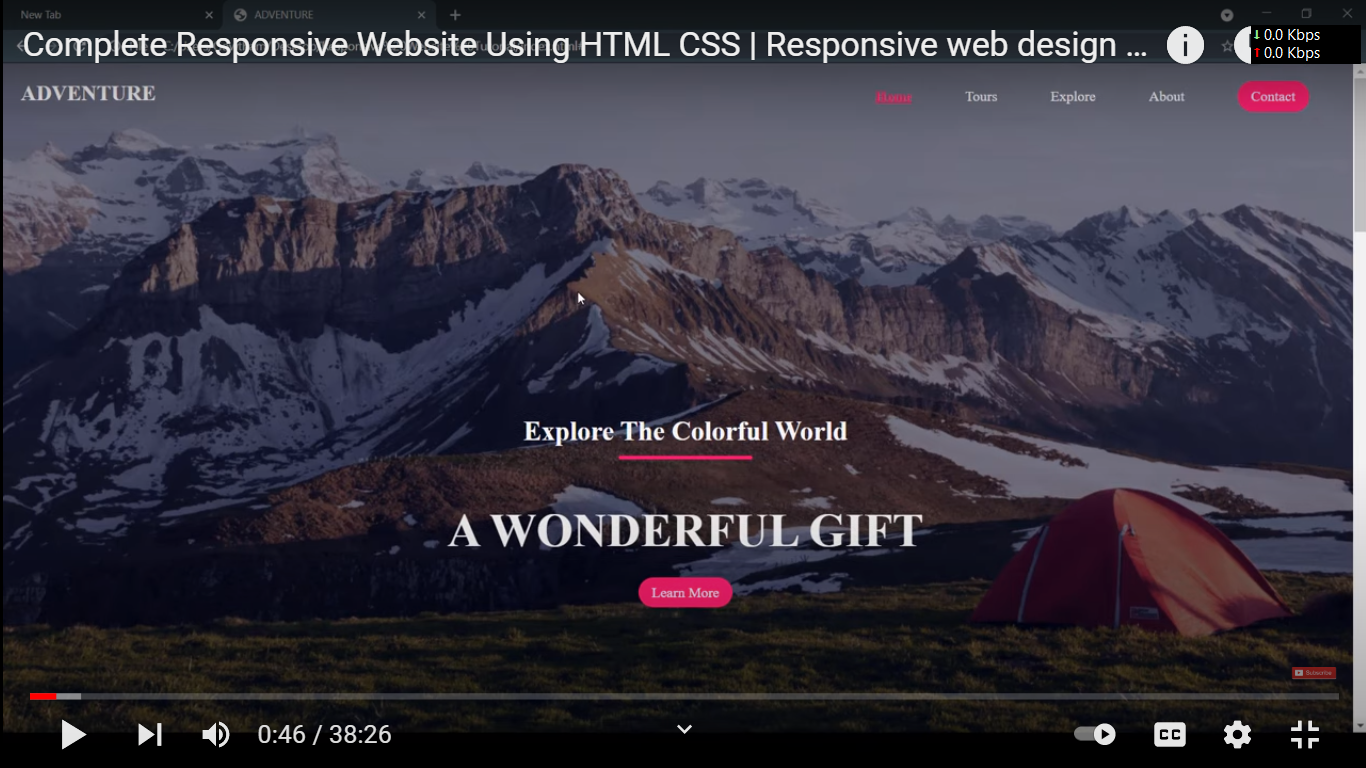 New Tab
ADVENTURE
Complete Responsive Website Using HTML CSS | Responsive web design ...
0.0 Kbps
0.0 Kbps
ADVENTURE
Home
Tours
Explore
About
Contact
Explore The Colorful World
A WONDERFUL GIFT
Learn More
Subscribe
0:46 / 38:26
CC